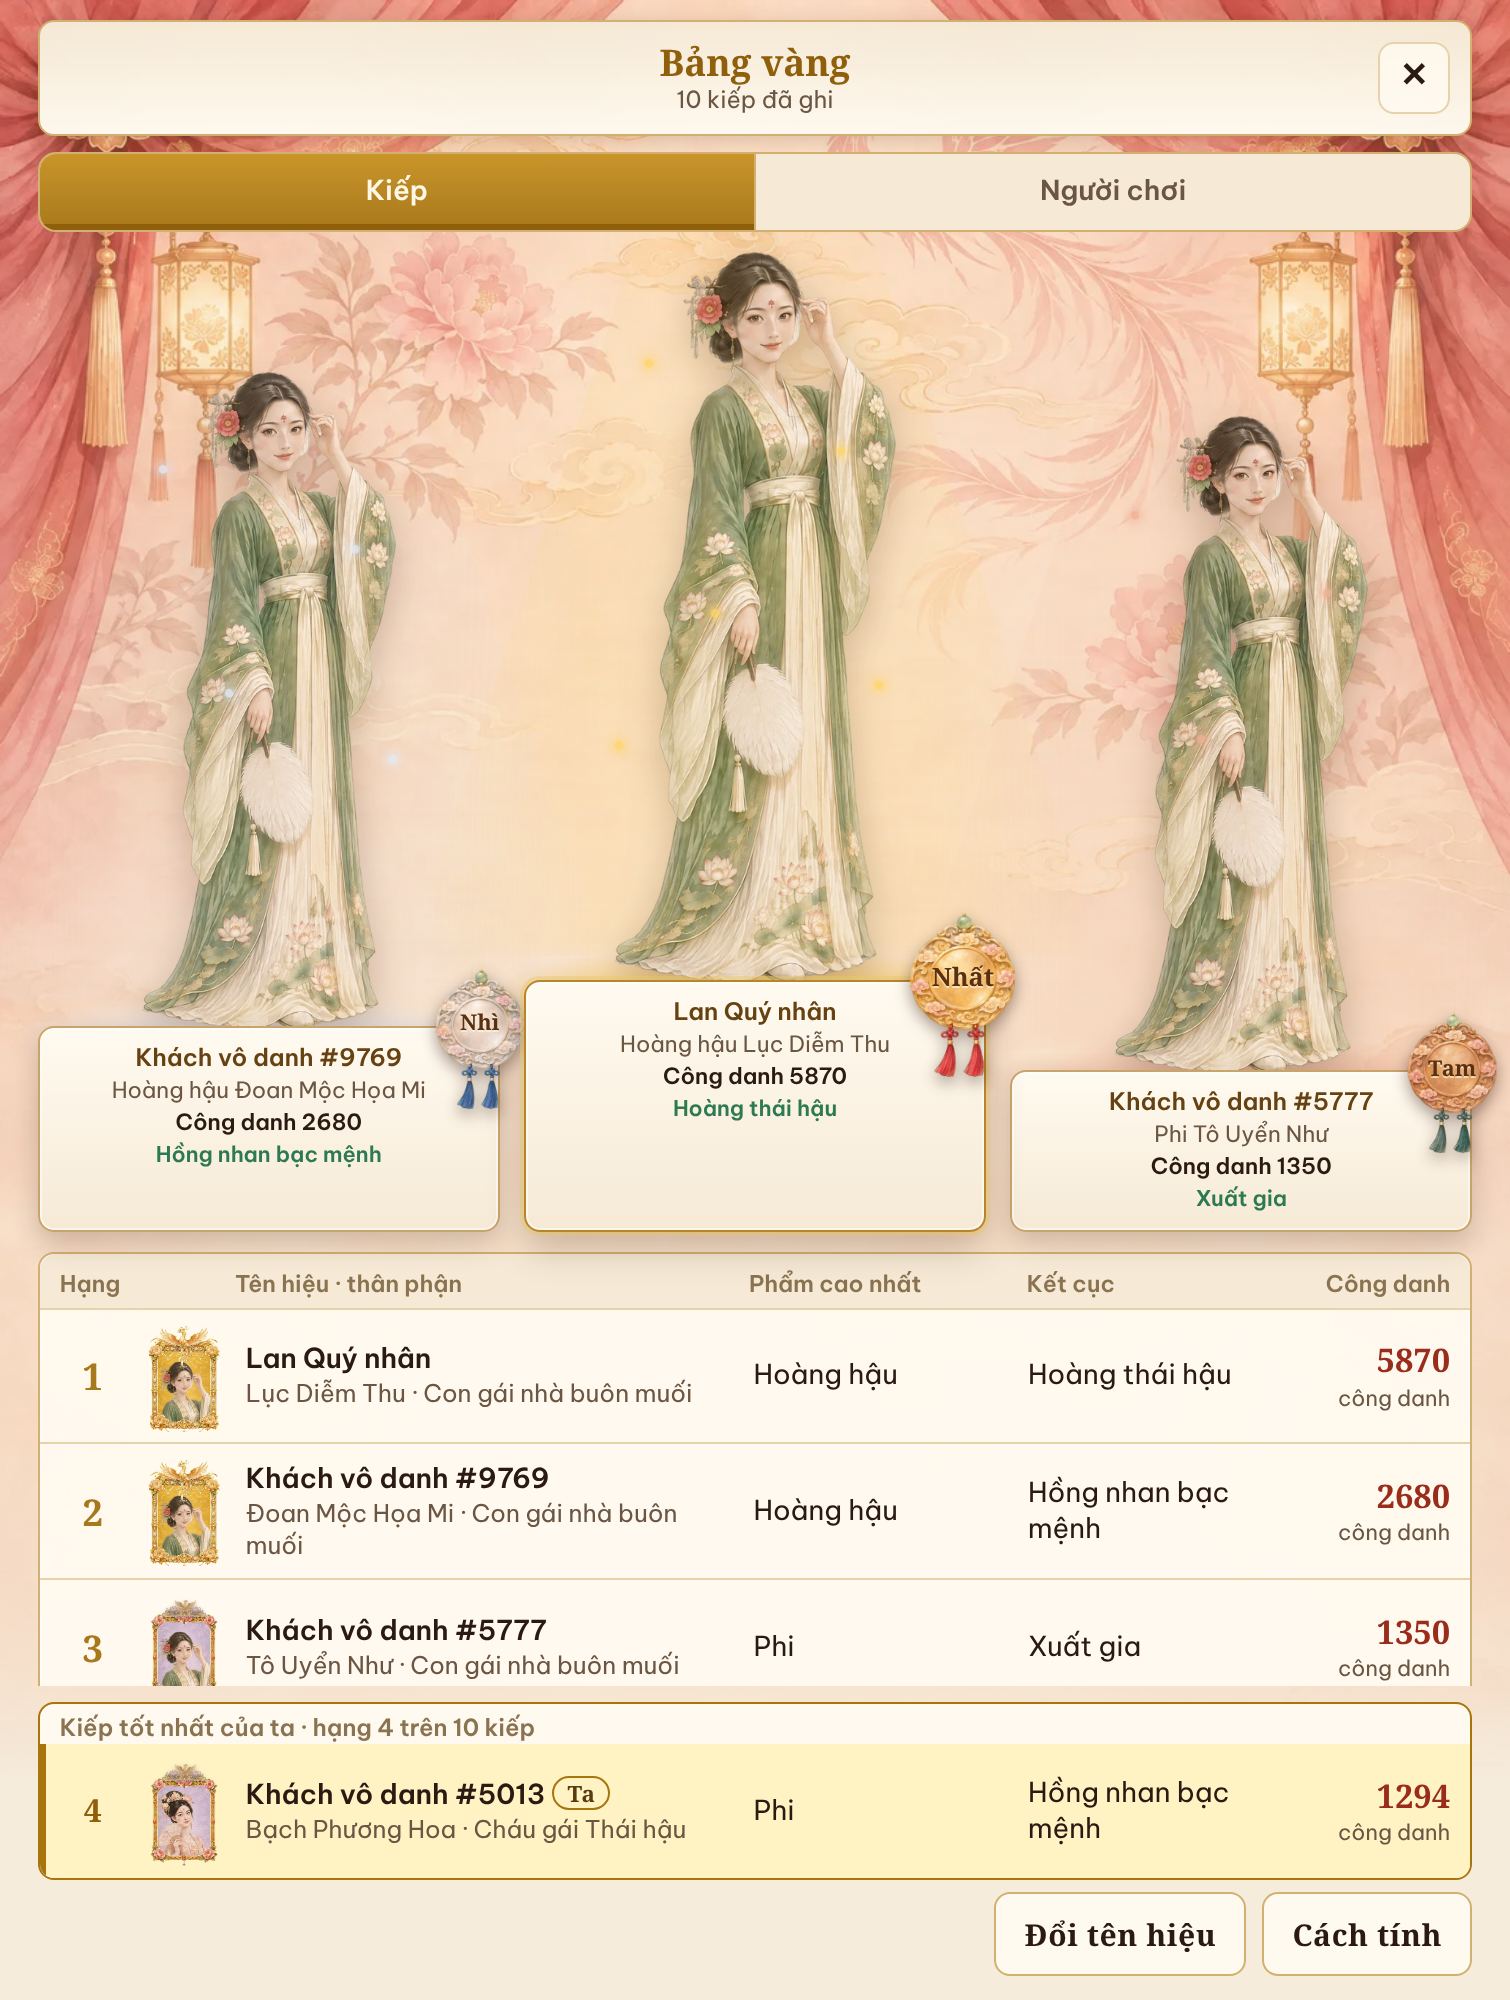 Bảng vàng
10 kiếp đã ghi
✕
Kiếp
Người chơi
Nhì
Khách vô danh #9769
Hoàng hậu Đoan Mộc Họa Mi
Công danh 2680
Hồng nhan bạc mệnh
Nhất
Lan Quý nhân
Hoàng hậu Lục Diễm Thu
Công danh 5870
Hoàng thái hậu
Tam
Khách vô danh #5777
Phi Tô Uyển Như
Công danh 1350
Xuất gia
Hạng Tên hiệu · thân phận Phẩm cao nhất Kết cục Công danh
1
Lan Quý nhân
Lục Diễm Thu · Con gái nhà buôn muối
Hoàng hậu
Hoàng thái hậu
5870
công danh
2
Khách vô danh #9769
Đoan Mộc Họa Mi · Con gái nhà buôn
muối
Hoàng hậu
Hồng nhan bạc
mệnh
2680
công danh
3
Khách vô danh #5777
Tô Uyển Như · Con gái nhà buôn muối
Phi
Xuất gia
1350
công danh
Kiếp tốt nhất của ta · hạng 4 trên 10 kiếp
4
Khách vô danh #5013 Ta
Bạch Phương Hoa · Cháu gái Thái hậu
Phi
Hồng nhan bạc
mệnh
1294
công danh
Đổi tên hiệu
Cách tính